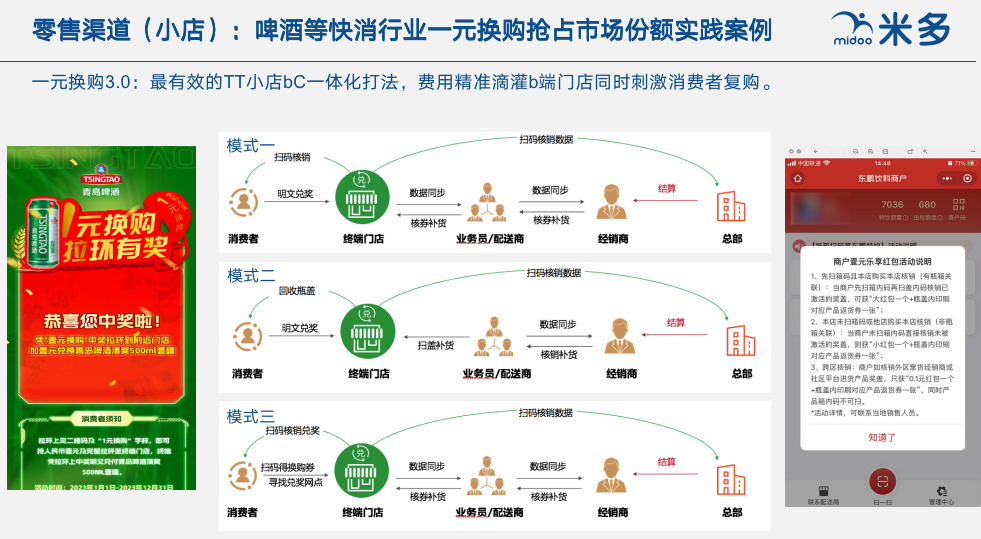 零售渠道（小店）：啤酒等快消行业一元换购抢占市场份额实践案例
midoo 米多
一元换购3.0：最有效的TT小店bC一体化打法，费用精准滴灌b端门店同时刺激消费者复购。
TSINGTAO
TSINGTAO
青岛啤酒
TSINGTAO
1元换购
拉环有奖
恭喜您中奖啦！
凭“壹元换购”中奖拉环到附近门店
加壹元兑换青岛啤酒清爽500ml壹罐
消费者须知
拉环上见二维码及“1元换购”字样，即可
持人民币壹元及完整拉环至终端门店，终端
凭拉环上中奖明文兑付青岛啤酒清爽
500ML壹罐。
活动时间：2023年1月1日-2023年12月31日
模式一
扫码核销数据
扫码核销
兑
明文兑奖
数据同步
核券补货
数据同步
核券补货
结算
消费者
终端门店
业务员/配送商
经销商
总部
模式二
扫码核销数据
回收瓶盖
兑
明文兑奖
扫盖补货
数据同步
核销补货
结算
消费者
终端门店
业务员/配送商
经销商
总部
模式三
扫码核销数据
扫码核销兑奖
兑
扫码得换购券
寻找兑奖网点
数据同步
核券补货
数据同步
核券补货
结算
消费者
终端门店
业务员/配送商
经销商
总部
中国联通
14:48
71%
东鹏饮料商户
7036
680
商户码
商户壹元乐享红包活动说明
1、先扫箱码且本店购买本店核销（有瓶箱关
联）：当商户先扫箱内码再扫盖内码核销已
激活的奖盖，可获“大红包一个+瓶盖内印刷
对应产品返货券一张”；
2、本店未扫箱码或他店购买本店核销（非瓶
箱关联）：当商户未扫箱内码直接核销未被
激活的奖盖，则获“小红包一个+瓶盖内印刷
对应产品返货券一张”；
3、跨区核销：商户如核销外区窜货经销商或
社区平台进货产品奖盖，只获“0.1元红包一个
+瓶盖内印刷对应产品返货券一张”，同时产
品箱内码不可扫。
*活动详情，可联系当地销售人员。
知道了
联系配送商
扫一扫
管理中心